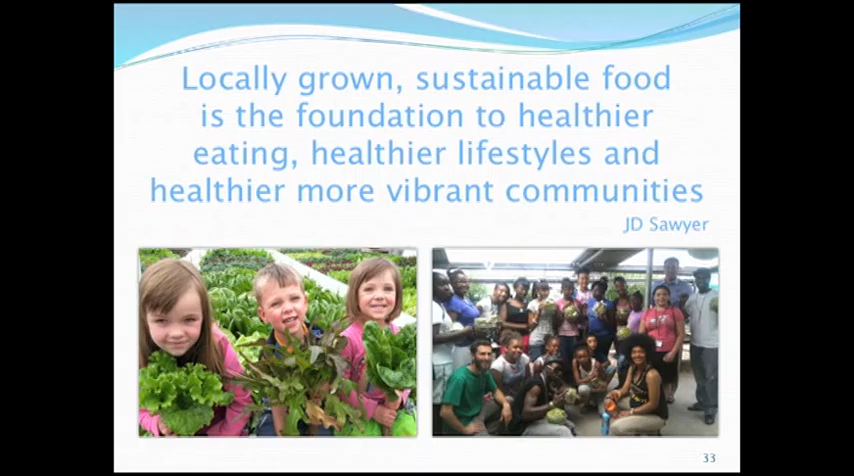 Locally grown, sustainable food
is the foundation to healthier
eating, healthier lifestyles and
healthier more vibrant communities
JD Sawyer
33